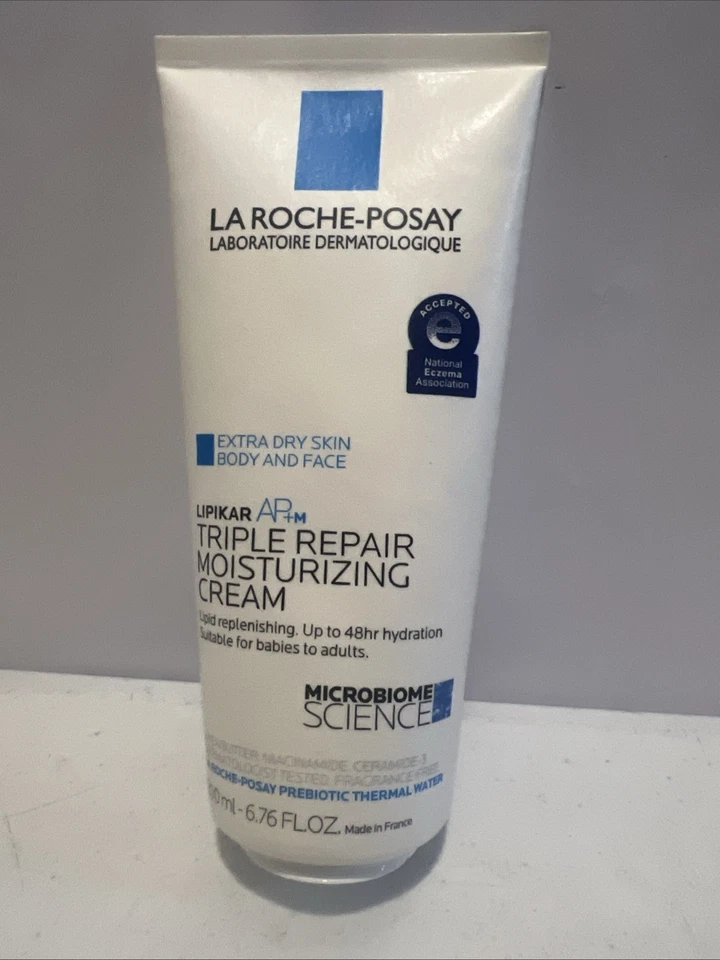 LA ROCHE-POSAY
LABORATOIRE DERMATOLOGIQUE
ACCEPTED
e
National
Eczema
Association
EXTRA DRY SKIN
BODY AND FACE
LIPIKAR AP+M
TRIPLE REPAIR
MOISTURIZING
CREAM
Lipid replenishing. Up to 48hr hydration
Suitable for babies to adults.
MICROBIOME
SCIENCE
NIACINAMIDE, CERAMIDE-3
TESTED. FRAGRANCE-FREE
ROCHE-POSAY PREBIOTIC THERMAL WATER
ml - 6.76 FL.OZ. Made in France